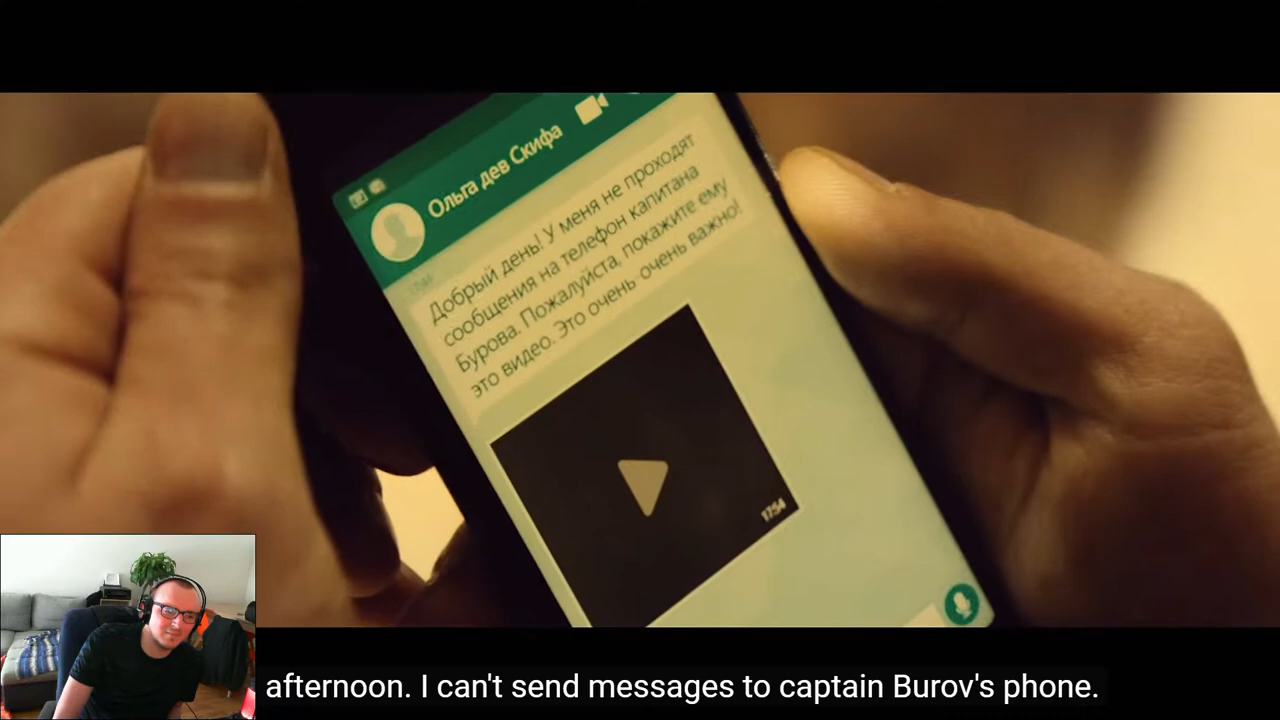 Ольга дев Скифа
Добрый день! У меня не проходят
сообщения на телефон капитана
Бурова. Пожалуйста, покажите ему
это видео. Это очень-очень важно!
17:54
afternoon. I can't send messages to captain Burov's phone.